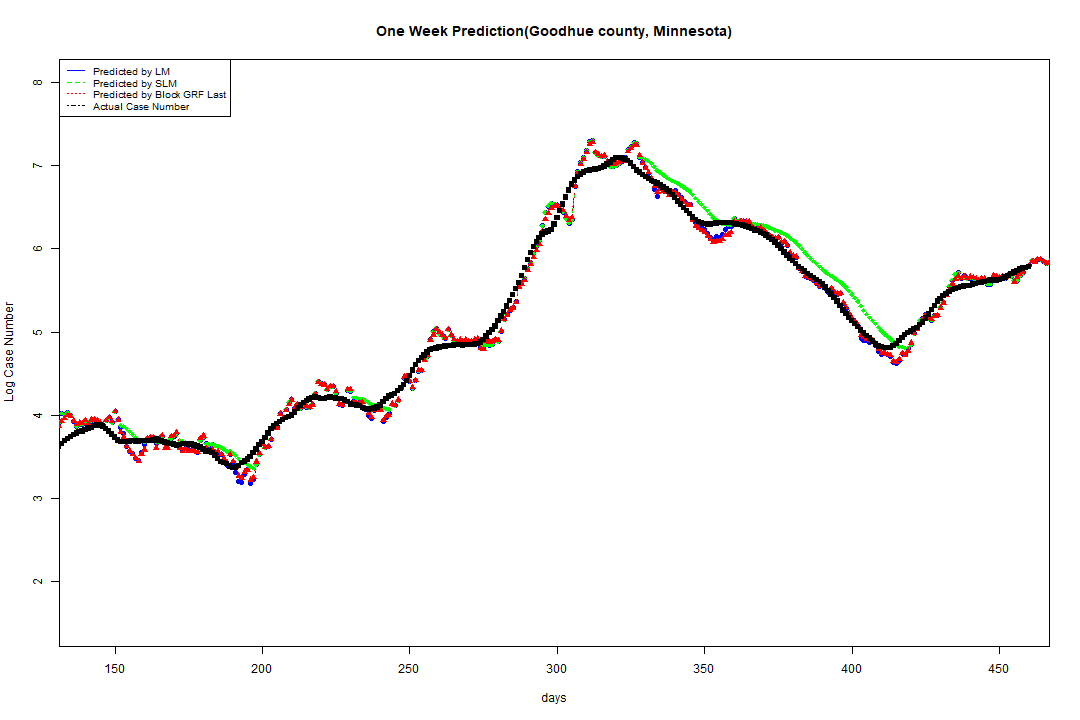 One Week Prediction(Goodhue county, Minnesota)
Predicted by LM
Predicted by SLM
Predicted by Block GRF Last
Actual Case Number
Log Case Number
8
7
6
5
4
3
2
150 200 250 300 350 400 450
days